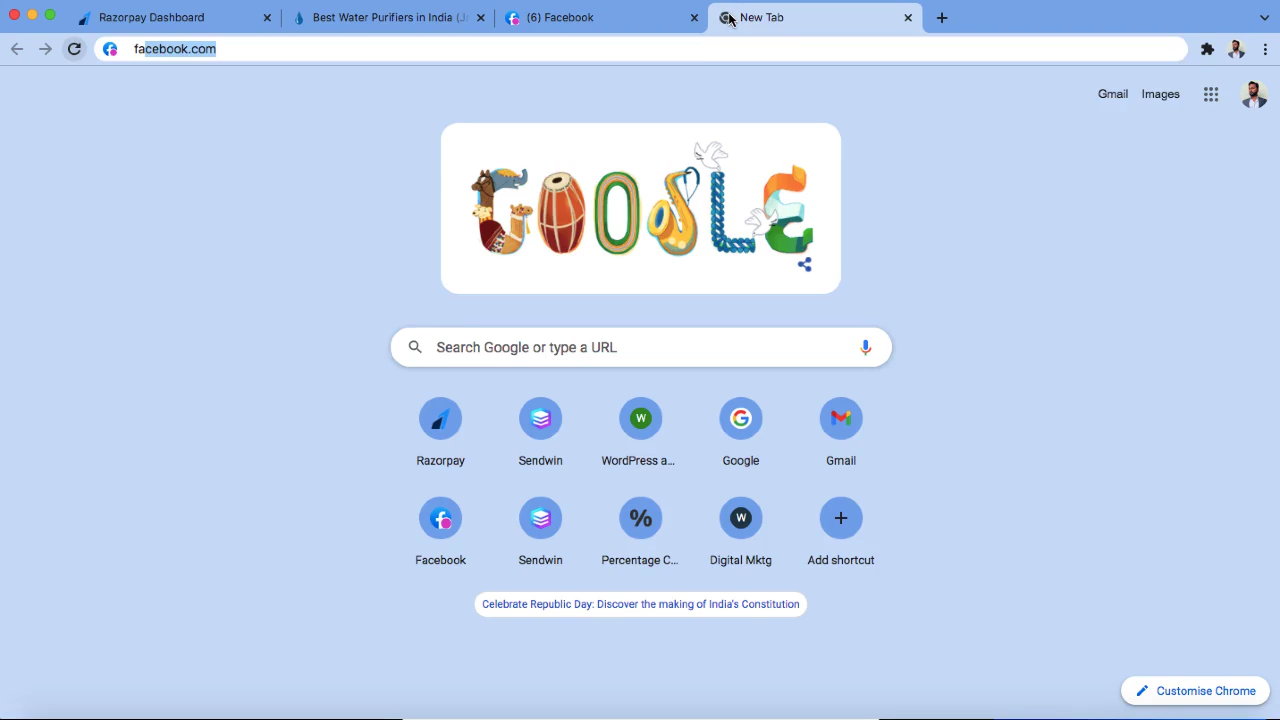 Razorpay Dashboard
Best Water Purifiers in India (J
(6) Facebook
New Tab
facebook.com
Gmail
Images
Search Google or type a URL
Razorpay
Sendwin
WordPress a...
Google
Gmail
Facebook
Sendwin
Percentage C...
Digital Mktg
Add shortcut
Celebrate Republic Day: Discover the making of India's Constitution
Customise Chrome